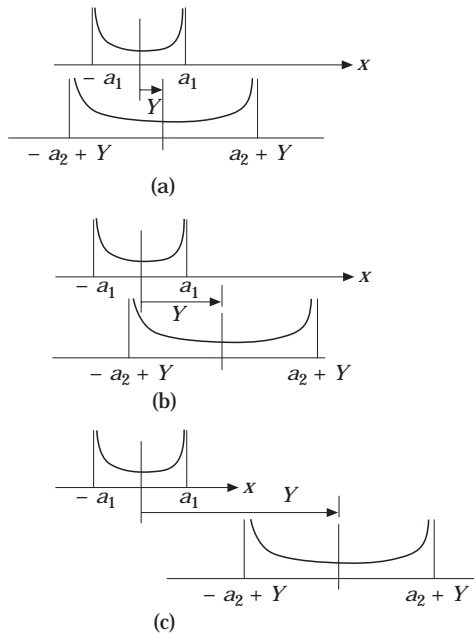 x
– a₁ a₁
Y
– a₂ + Y a₂ + Y
(a)
x
– a₁ a₁
Y
– a₂ + Y a₂ + Y
(b)
– a₁ a₁ x
Y
– a₂ + Y a₂ + Y
(c)